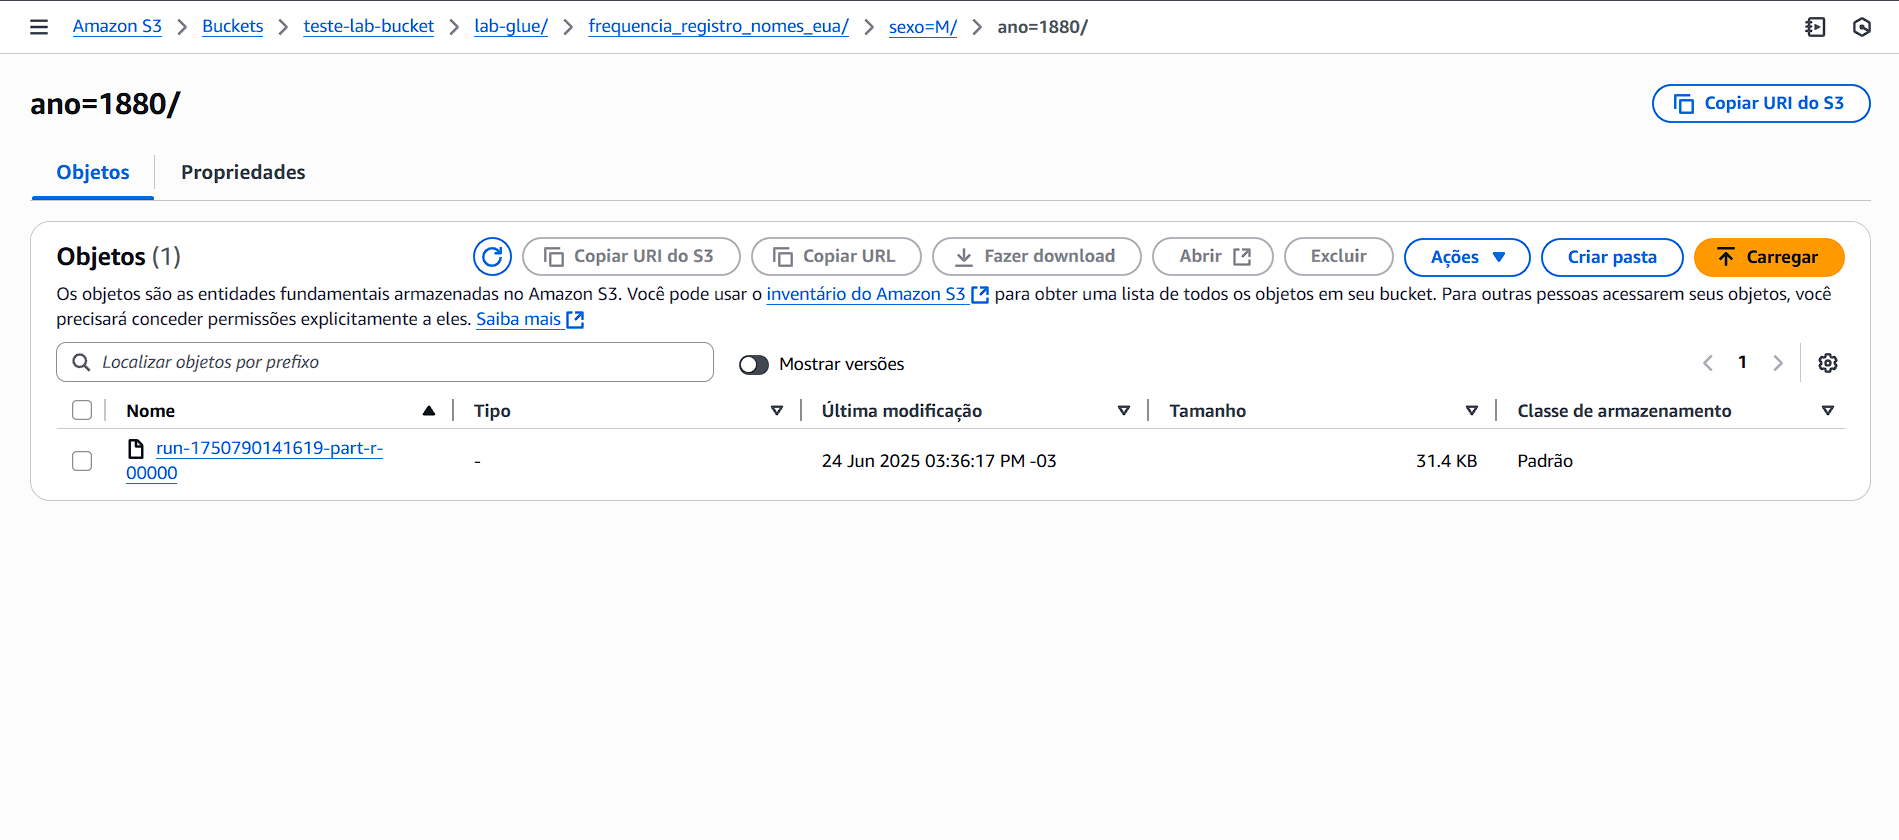 Amazon S3 Buckets teste-lab-bucket lab-glue/ frequencia_registro_nomes_eua/ sexo=M/ ano=1880/
ano=1880/
Copiar URI do S3
Objetos Propriedades
Objetos (1)
Copiar URI do S3 Copiar URL Fazer download Abrir Excluir Ações Criar pasta Carregar
Os objetos são as entidades fundamentais armazenadas no Amazon S3. Você pode usar o inventário do Amazon S3 para obter uma lista de todos os objetos em seu bucket. Para outras pessoas acessarem seus objetos, você
precisará conceder permissões explicitamente a eles. Saiba mais
Localizar objetos por prefixo
Mostrar versões
1
Nome Tipo Última modificação Tamanho Classe de armazenamento
run-1750790141619-part-r-
00000
- 24 Jun 2025 03:36:17 PM -03 31.4 KB Padrão